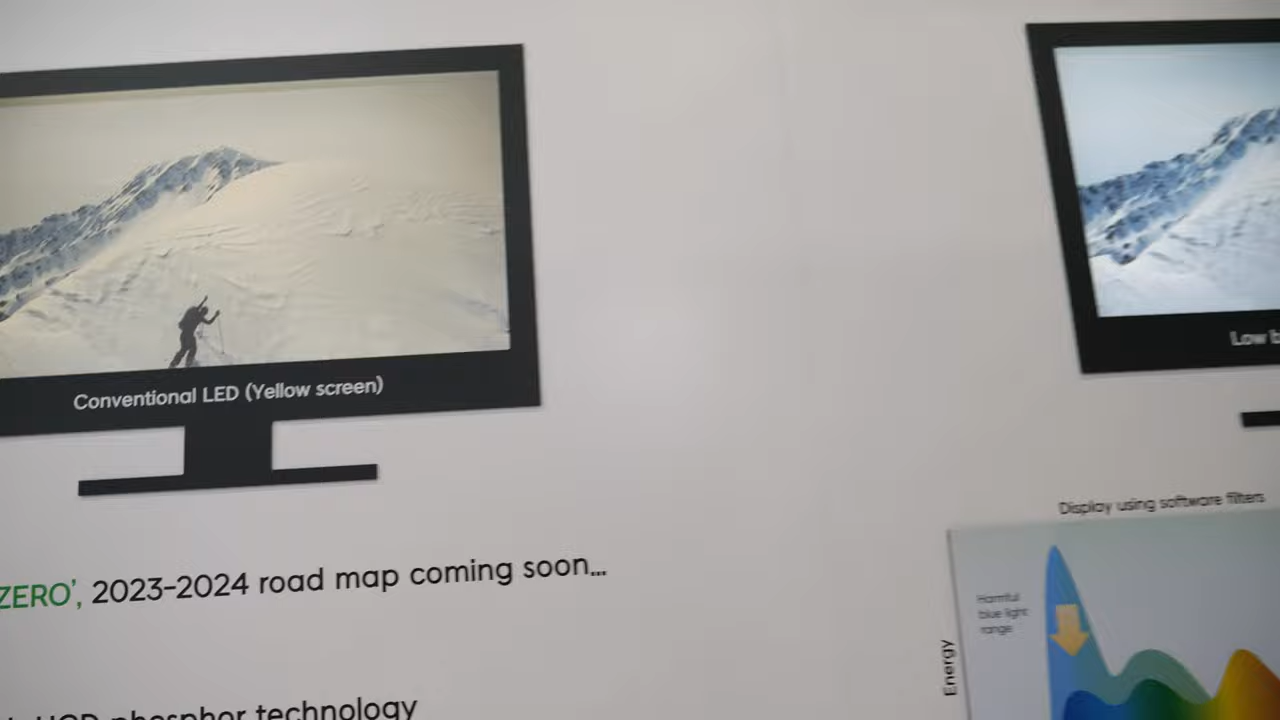 Conventional LED (Yellow screen)
Low
Display using software filters
Harmful
blue light
range
Energy
ZERO', 2023-2024 road map coming soon...
phosphor technology